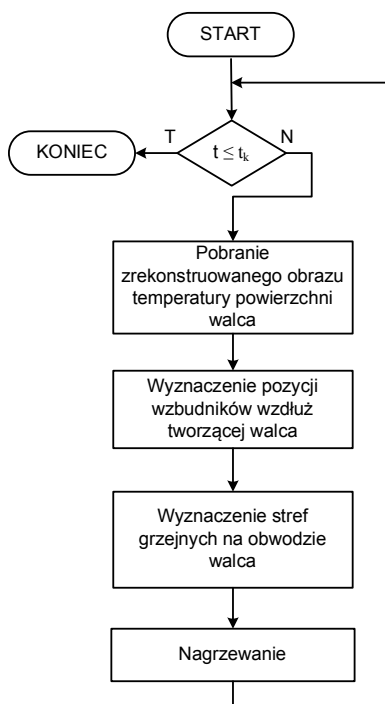 START
T
N
KONIEC
t ≤ tₖ
Pobranie
zrekonstruowanego obrazu
temperatury powierzchni
walca
Wyznaczenie pozycji
wzbudników wzdłuż
tworzącej walca
Wyznaczenie stref
grzejnych na obwodzie
walca
Nagrzewanie